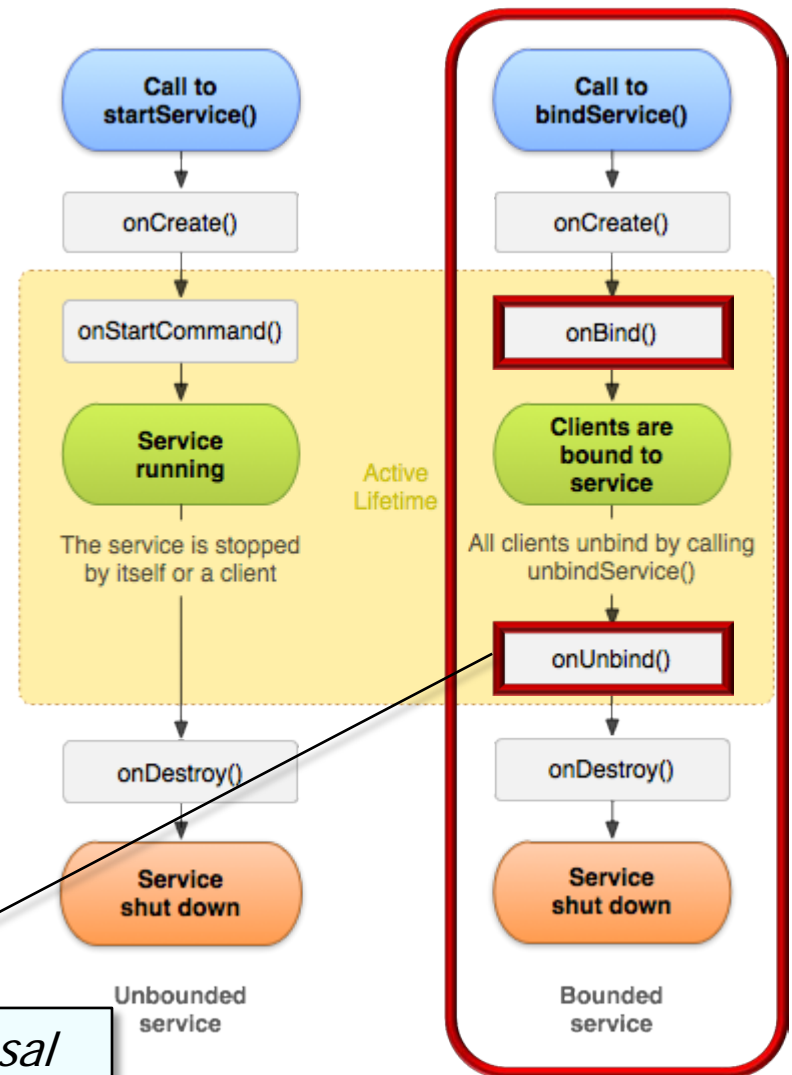 Call to
startService()
onCreate()
onStartCommand()
Service
running
The service is stopped
by itself or a client
onDestroy()
Service
shut down
Unbounded
service
Active
Lifetime
Call to
bindService()
onCreate()
onBind()
Clients are
bound to
service
All clients unbind by calling
unbindService()
onUnbind()
onDestroy()
Service
shut down
Bounded
service